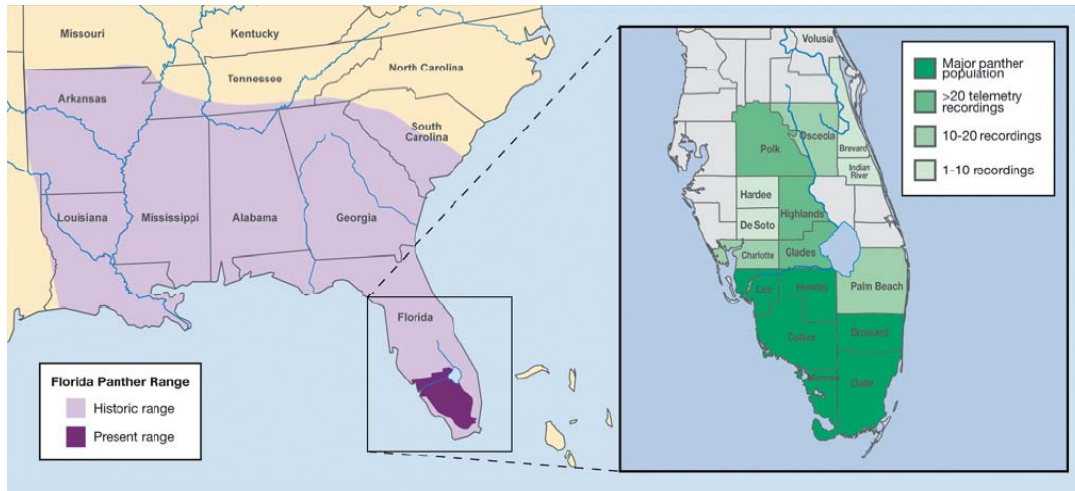 Missouri
Kentucky
Tennessee
North Carolina
Arkansas
South
Carolina
Louisiana
Mississippi
Alabama
Georgia
Florida
Florida Panther Range
Historic range
Present range
Volusia
Polk
Osceola
Brevard
Indian
River
Hardee
Highlands
De Soto
Charlotte
Glades
Lee
Hendry
Palm Beach
Collier
Broward
Monroe
Dade
Major panther
population
>20 telemetry
recordings
10-20 recordings
1-10 recordings